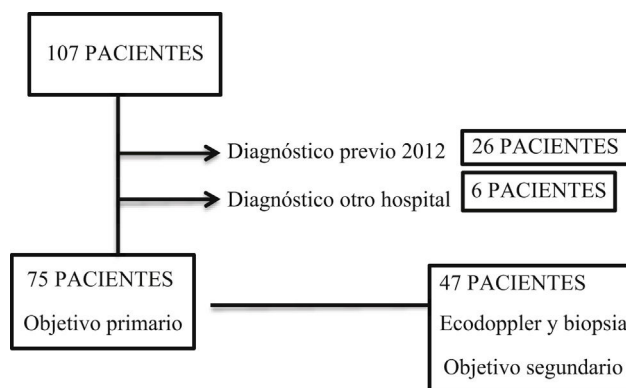 107 PACIENTES
Diagnóstico previo 2012
26 PACIENTES
Diagnóstico otro hospital
6 PACIENTES
75 PACIENTES
Objetivo primario
47 PACIENTES
Ecodoppler y biopsia
Objetivo segundario